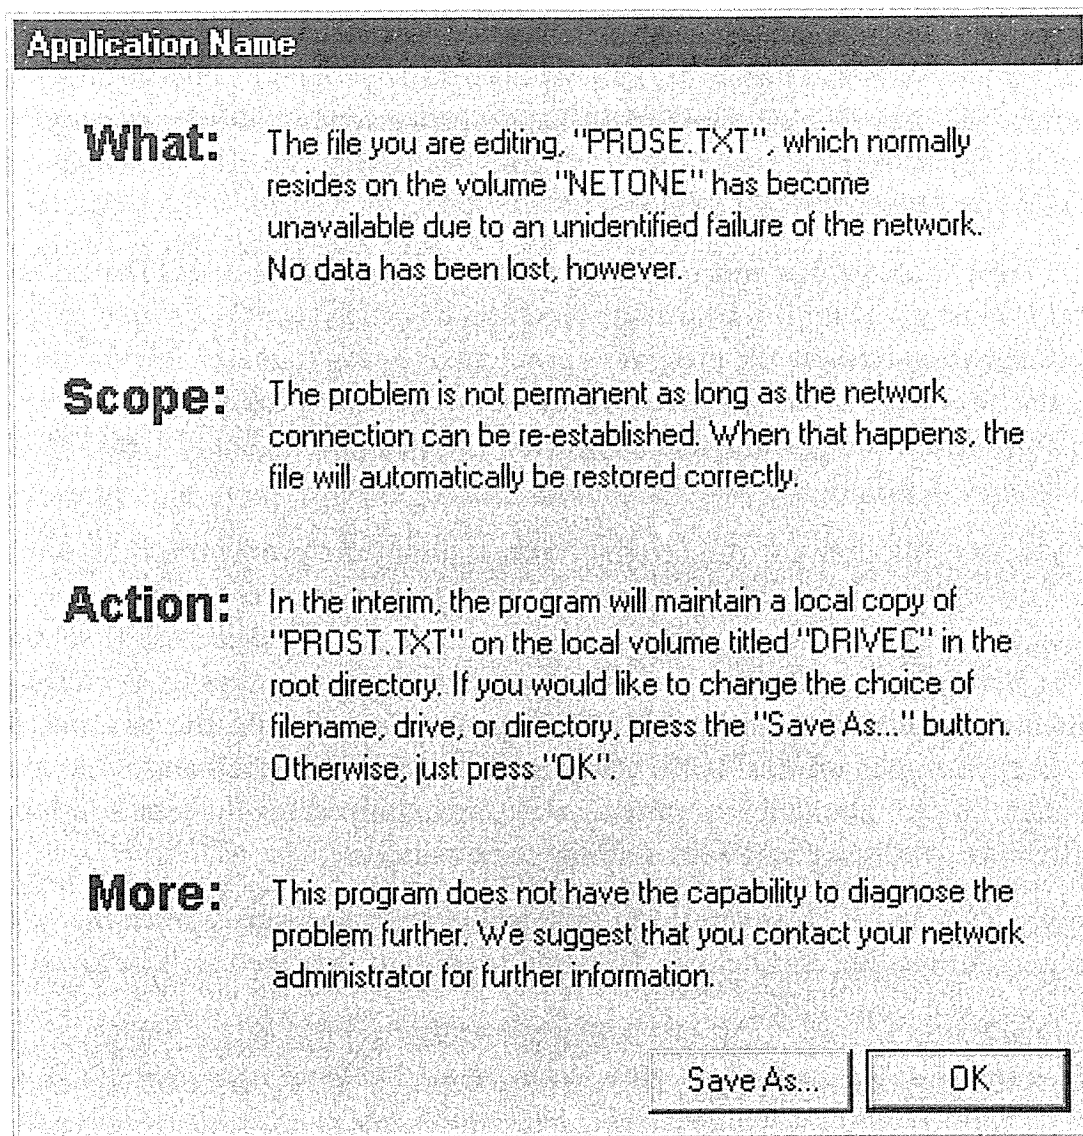 Application Name
What: The file you are editing, "PROSE.TXT", which normally
resides on the volume "NETONE" has become
unavailable due to an unidentified failure of the network.
No data has been lost, however.
Scope: The problem is not permanent as long as the network
connection can be re-established. When that happens, the
file will automatically be restored correctly.
Action: In the interim, the program will maintain a local copy of
"PROST.TXT" on the local volume titled "DRIVEC" in the
root directory. If you would like to change the choice of
filename, drive, or directory, press the "Save As..." button.
Otherwise, just press "OK".
More: This program does not have the capability to diagnose the
problem further. We suggest that you contact your network
administrator for further information.
Save As... OK